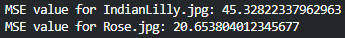 MSE value for IndianLilly.jpg: 45.32822337962963
MSE value for Rose.jpg: 20.653804012345677